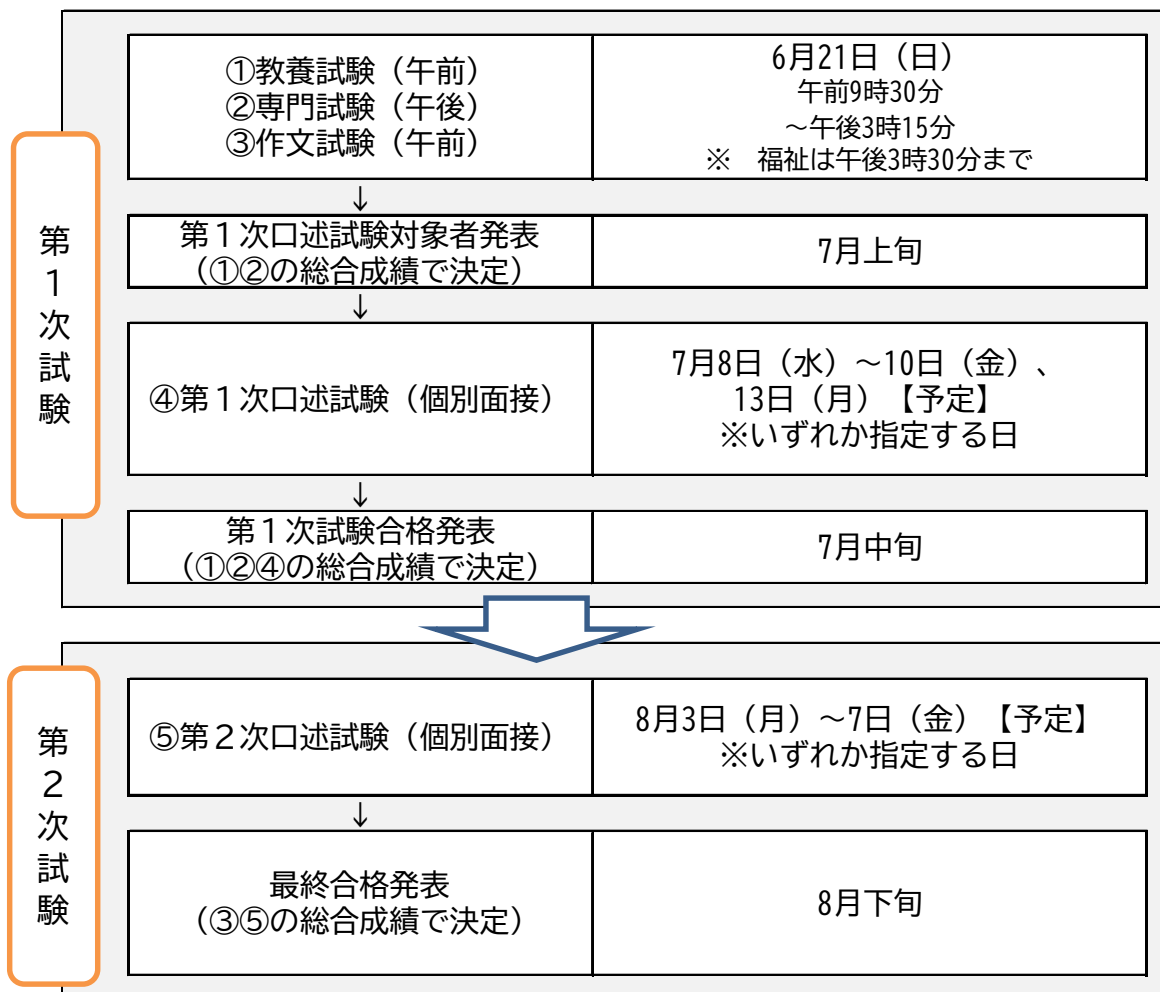 第1次試験
①教養試験（午前）
②専門試験（午後）
③作文試験（午前）
6月21日（日）
午前9時30分
～午後3時15分
※　福祉は午後3時30分まで
↓
第１次口述試験対象者発表
（①②の総合成績で決定）
7月上旬
↓
④第１次口述試験（個別面接）
7月8日（水）～10日（金）、
13日（月）【予定】
※いずれか指定する日
↓
第１次試験合格発表
（①②④の総合成績で決定）
7月中旬
第2次試験
⑤第２次口述試験（個別面接）
8月3日（月）～7日（金）【予定】
※いずれか指定する日
↓
最終合格発表
（③⑤の総合成績で決定）
8月下旬